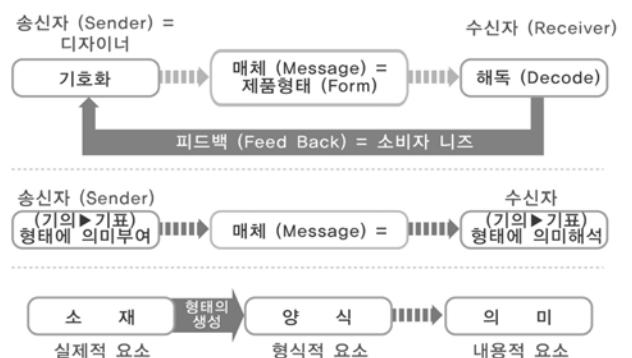 송신자 (Sender) =
디자이너
수신자 (Receiver)
기호화
매체 (Message) =
제품형태 (Form)
해독 (Decode)
피드백 (Feed Back) = 소비자 니즈
송신자 (Sender)
수신자
(기의▶기표)
형태에 의미부여
매체 (Message) =
(기의▶기표)
형태에 의미해석
소 재
형태의
생성
양 식
의 미
실제적 요소
형식적 요소
내용적 요소